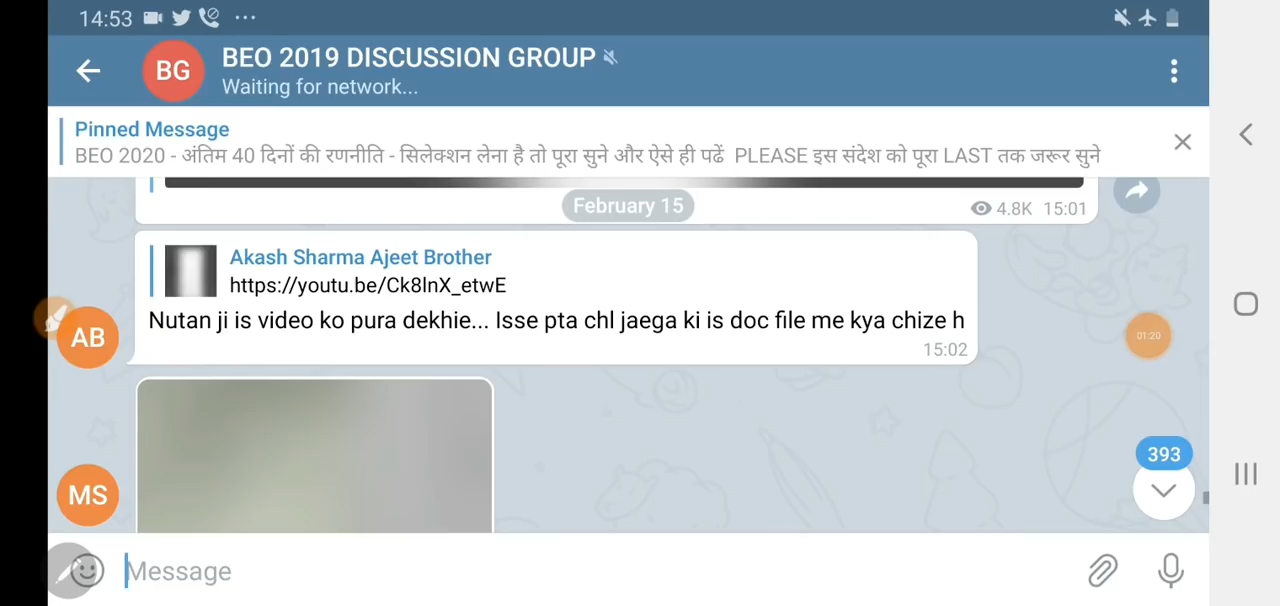 14:53
BG
BEO 2019 DISCUSSION GROUP
Waiting for network...
Pinned Message
BEO 2020 - अंतिम 40 दिनों की रणनीति - सिलेक्शन लेना है तो पूरा सुने और ऐसे ही पढें PLEASE इस संदेश को पूरा LAST तक जरूर सुने
February 15
4.8K 15:01
Akash Sharma Ajeet Brother
https://youtu.be/Ck8lnX_etwE
Nutan ji is video ko pura dekhie... Isse pta chl jaega ki is doc file me kya chize h
15:02
AB
01:20
393
MS
Message